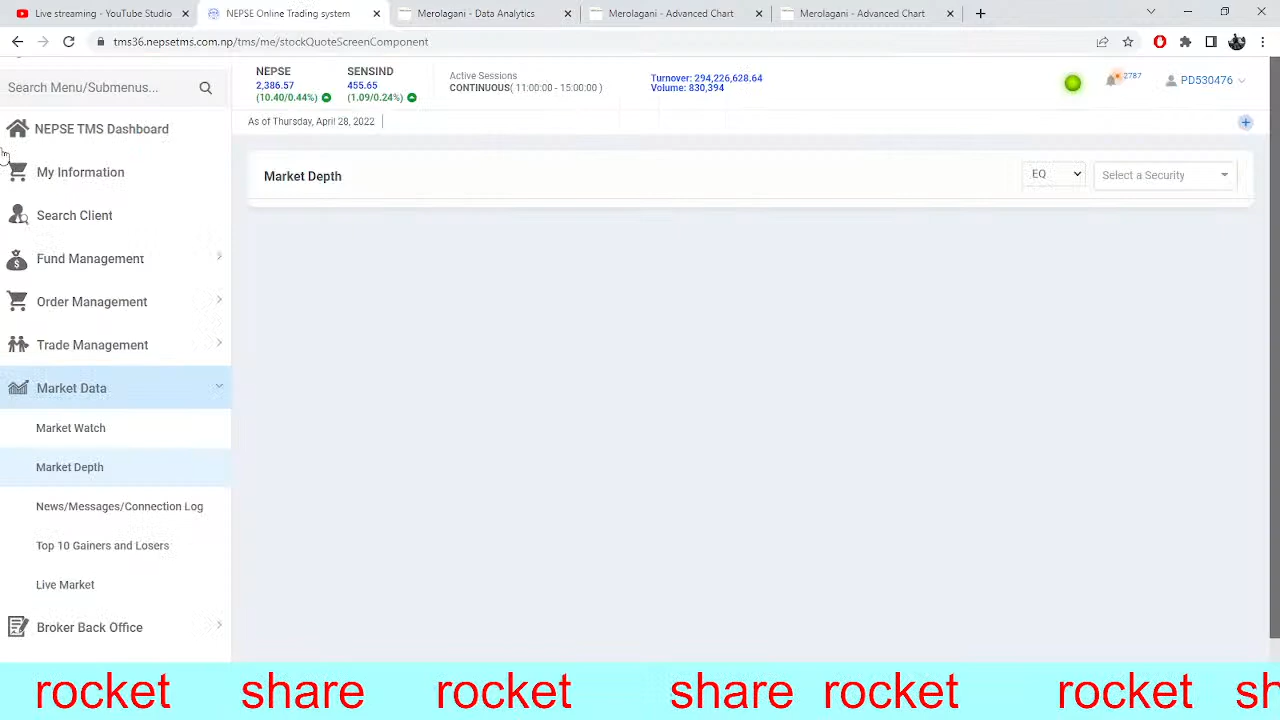 Live streaming - YouTube Studio
NEPSE Online Trading system
Merolagani - Data Analytics
Merolagani - Advanced Chart
Merolagani - Advanced Chart
tms36.nepsetms.com.np/tms/me/stockQuoteScreenComponent
Search Menu/Submenus...
NEPSE
2,386.57
(10.40/0.44%)
SENSIND
455.65
(1.09/0.24%)
Active Sessions
CONTINUOUS( 11:00:00 - 15:00:00 )
Turnover: 294,226,628.64
Volume: 830,394
2787
PD530476
As of Thursday, April 28, 2022
NEPSE TMS Dashboard
My Information
Search Client
Fund Management
Order Management
Trade Management
Market Data
Market Watch
Market Depth
News/Messages/Connection Log
Top 10 Gainers and Losers
Live Market
Broker Back Office
Market Depth
EQ
Select a Security
rocket share rocket share rocket rocket sh